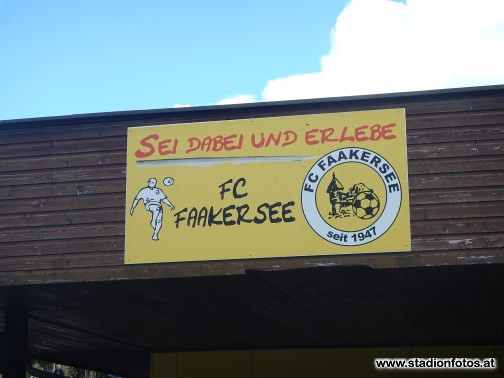 SEI DABEI UND ERLEBE
FC
FAAKERSEE
FC FAAKERSEE
seit 1947
www.stadionfotos.at